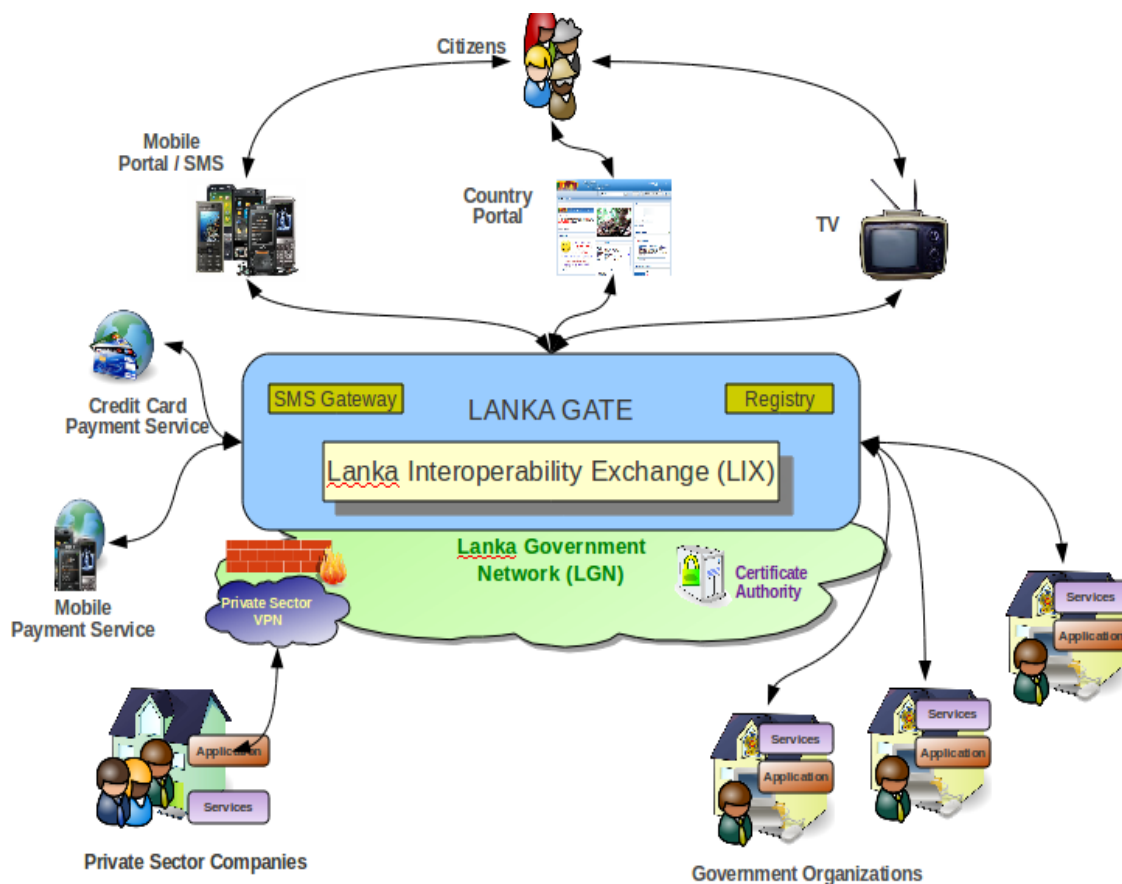 Citizens
Mobile
Portal / SMS
Country
Portal
TV
Credit Card
Payment Service
SMS Gateway
LANKA GATE
Registry
Lanka Interoperability Exchange (LIX)
Lanka Government
Network (LGN)
Certificate
Authority
Private Sector
VPN
Mobile
Payment Service
Services
Application
Services
Application
Services
Application
Application
Services
Private Sector Companies
Government Organizations